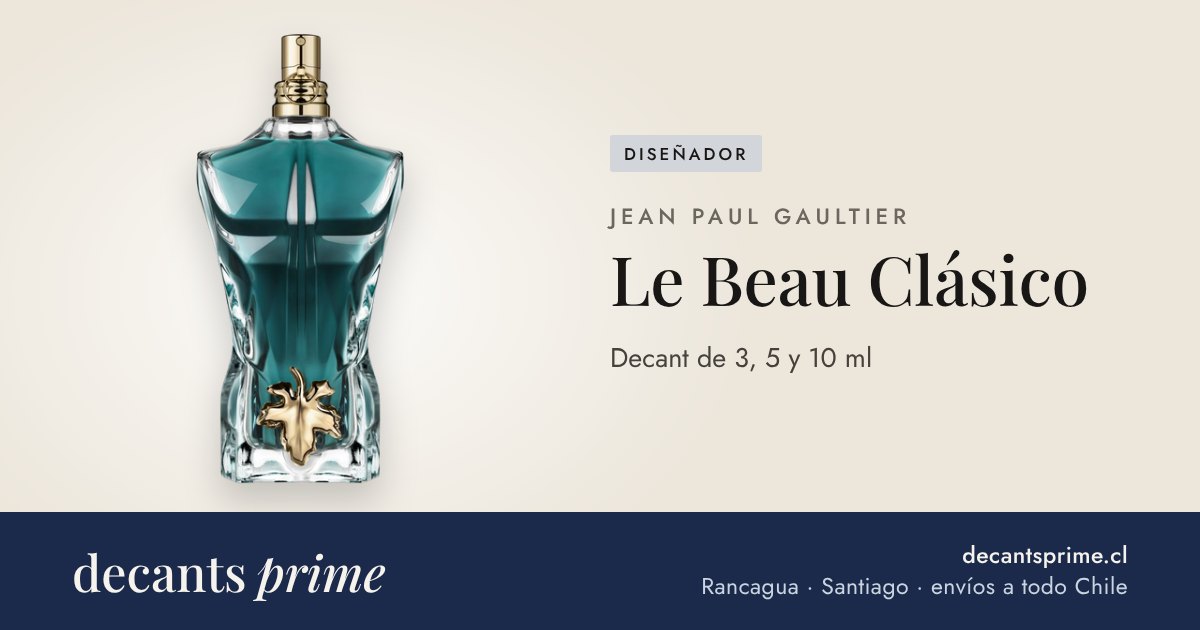 DISEÑADOR
JEAN PAUL GAULTIER
Le Beau Clásico
Decant de 3, 5 y 10 ml
decants prime
decantsprime.cl
Rancagua · Santiago · envíos a todo Chile